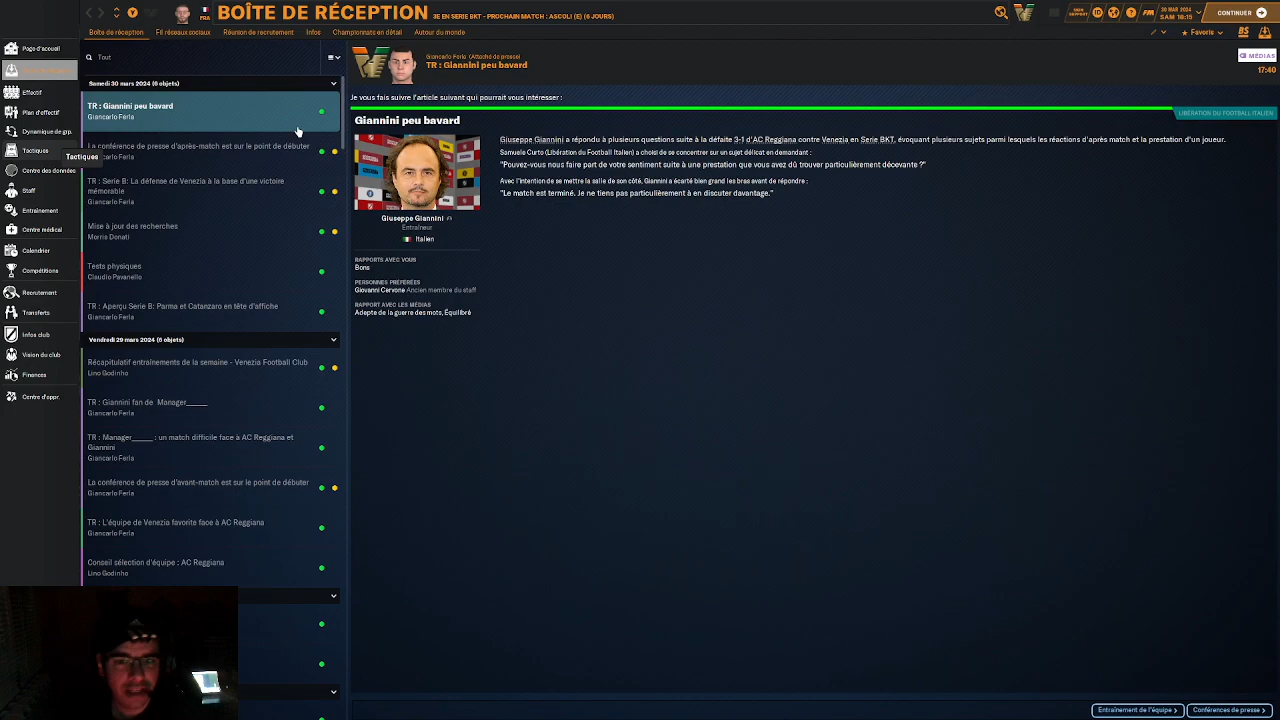 BOÎTE DE RÉCEPTION
3E EN SERIE BKT - PROCHAIN MATCH : ASCOLI (E) (6 JOURS)
FRA
FM
30 MAR 2024
SAM 18:15
CONTINUER
Boîte de réception
Fil réseaux sociaux
Réunion de recrutement
Infos
Championnats en détail
Autour du monde
Favoris
Page d'accueil
Effectif
Plan d'effectif
Dynamique de grp.
Tactiques
Tactiques
Centre des données
Staff
Entraînement
Centre médical
Calendrier
Compétitions
Recrutement
Transferts
Infos club
Vision du club
Finances
Centre d'appr.
Tout
Samedi 30 mars 2024 (6 objets)
TR : Giannini peu bavard
Giancarlo Ferla
La conférence de presse d'après-match est sur le point de débuter
Giancarlo Ferla
TR : Serie B: La défense de Venezia à la base d'une victoire
mémorable
Giancarlo Ferla
Mise à jour des recherches
Morris Donati
Tests physiques
Claudio Pavanello
TR : Aperçu Serie B: Parma et Catanzaro en tête d'affiche
Giancarlo Ferla
Vendredi 29 mars 2024 (6 objets)
Récapitulatif entraînements de la semaine - Venezia Football Club
Lino Godinho
TR : Giannini fan de Manager_____
Giancarlo Ferla
TR : Manager_____ : un match difficile face à AC Reggiana et
Giannini
Giancarlo Ferla
La conférence de presse d'avant-match est sur le point de débuter
Giancarlo Ferla
TR : L'équipe de Venezia favorite face à AC Reggiana
Giancarlo Ferla
Conseil sélection d'équipe : AC Reggiana
Lino Godinho
Giancarlo Ferla (Attaché de presse)
TR : Giannini peu bavard
MÉDIAS
17:40
Je vous fais suivre l'article suivant qui pourrait vous intéresser :
LIBÉRATION DU FOOTBALL ITALIEN
Giannini peu bavard
Giuseppe Giannini a répondu à plusieurs questions suite à la défaite 3-1 d'AC Reggiana contre Venezia en Serie BKT, évoquant plusieurs sujets parmi lesquels les réactions d'après match et la prestation d'un joueur.
Samuele Curto (Libération du Football Italien) a choisi de se concentrer sur un sujet délicat en demandant :
"Pouvez-vous nous faire part de votre sentiment suite à une prestation que vous avez dû trouver particulièrement décevante ?"
Avec l'intention de se mettre la salle de son côté, Giannini a écarté bien grand les bras avant de répondre :
"Le match est terminé. Je ne tiens pas particulièrement à en discuter davantage."
Giuseppe Giannini
Entraîneur
Italien
RAPPORTS AVEC VOUS
Bons
PERSONNES PRÉFÉRÉES
Giovanni Cervone Ancien membre du staff
RAPPORT AVEC LES MÉDIAS
Adepte de la guerre des mots, Équilibré
Entraînement de l'équipe >
Conférences de presse >